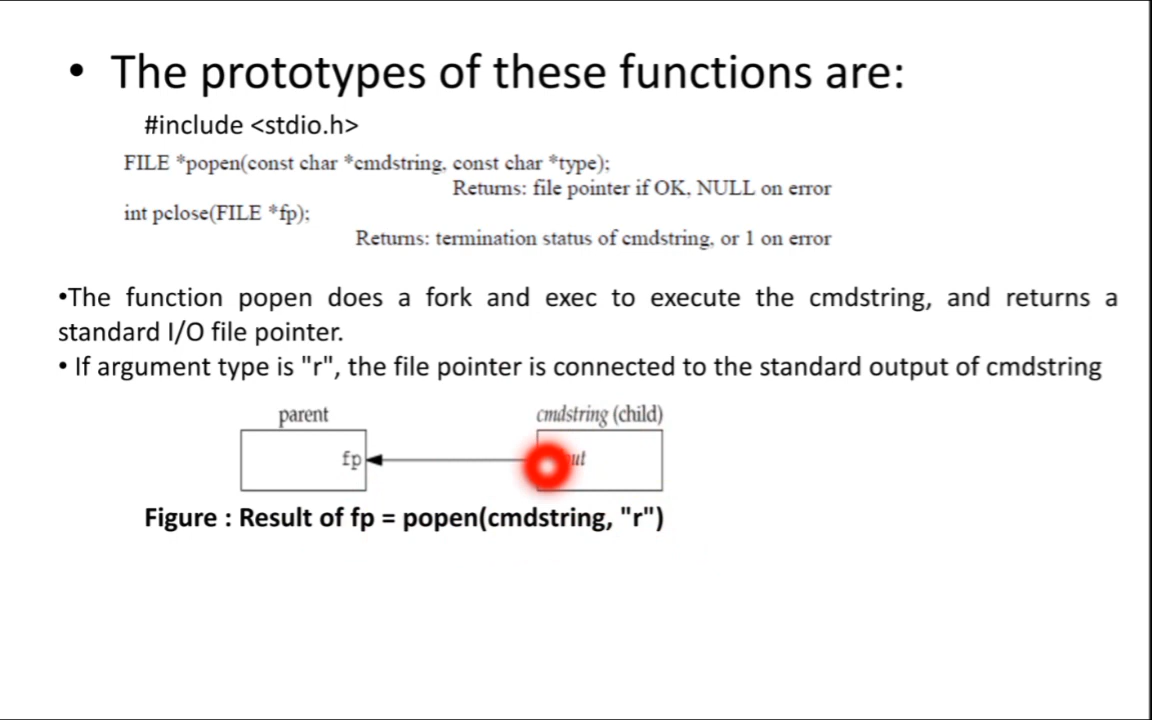 • The prototypes of these functions are:
#include <stdio.h>
FILE *popen(const char *cmdstring, const char *type);
Returns: file pointer if OK, NULL on error
int pclose(FILE *fp);
Returns: termination status of cmdstring, or 1 on error
•The function popen does a fork and exec to execute the cmdstring, and returns a
standard I/O file pointer.
• If argument type is "r", the file pointer is connected to the standard output of cmdstring
parent
cmdstring (child)
fp
Figure : Result of fp = popen(cmdstring, "r")